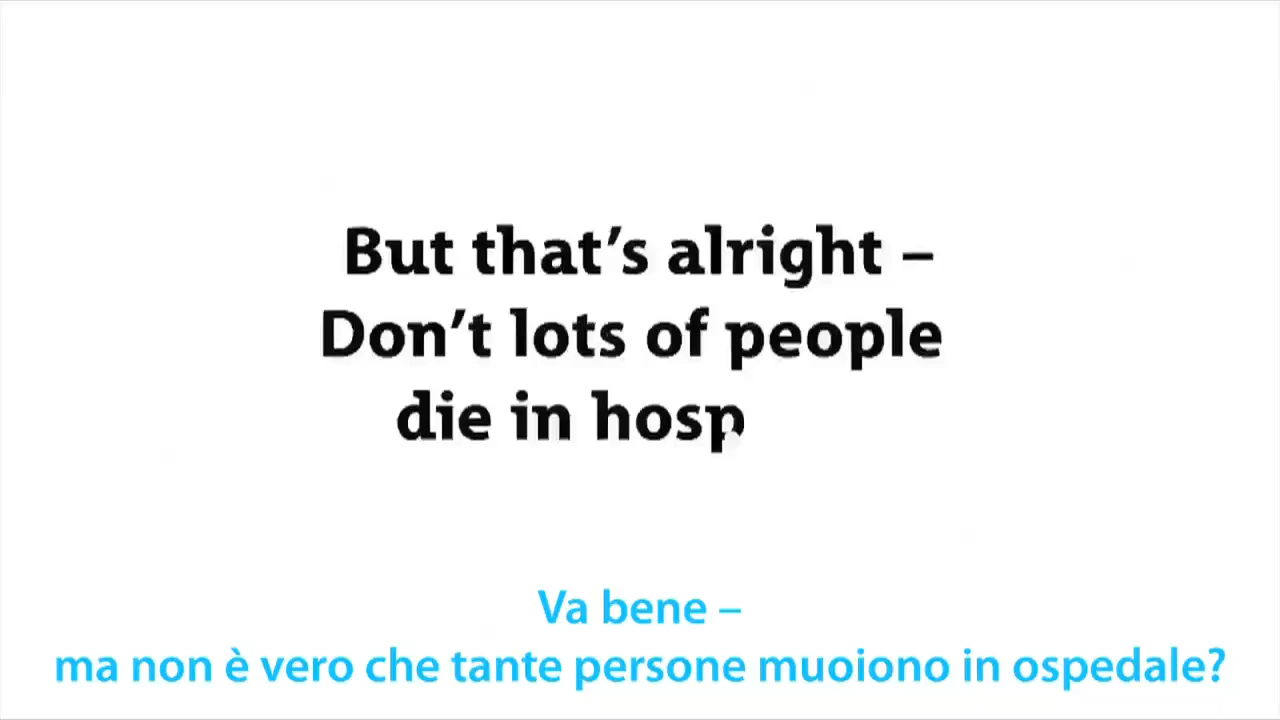 But that's alright –
Don't lots of people
die in hosp
Va bene –
ma non è vero che tante persone muoiono in ospedale?